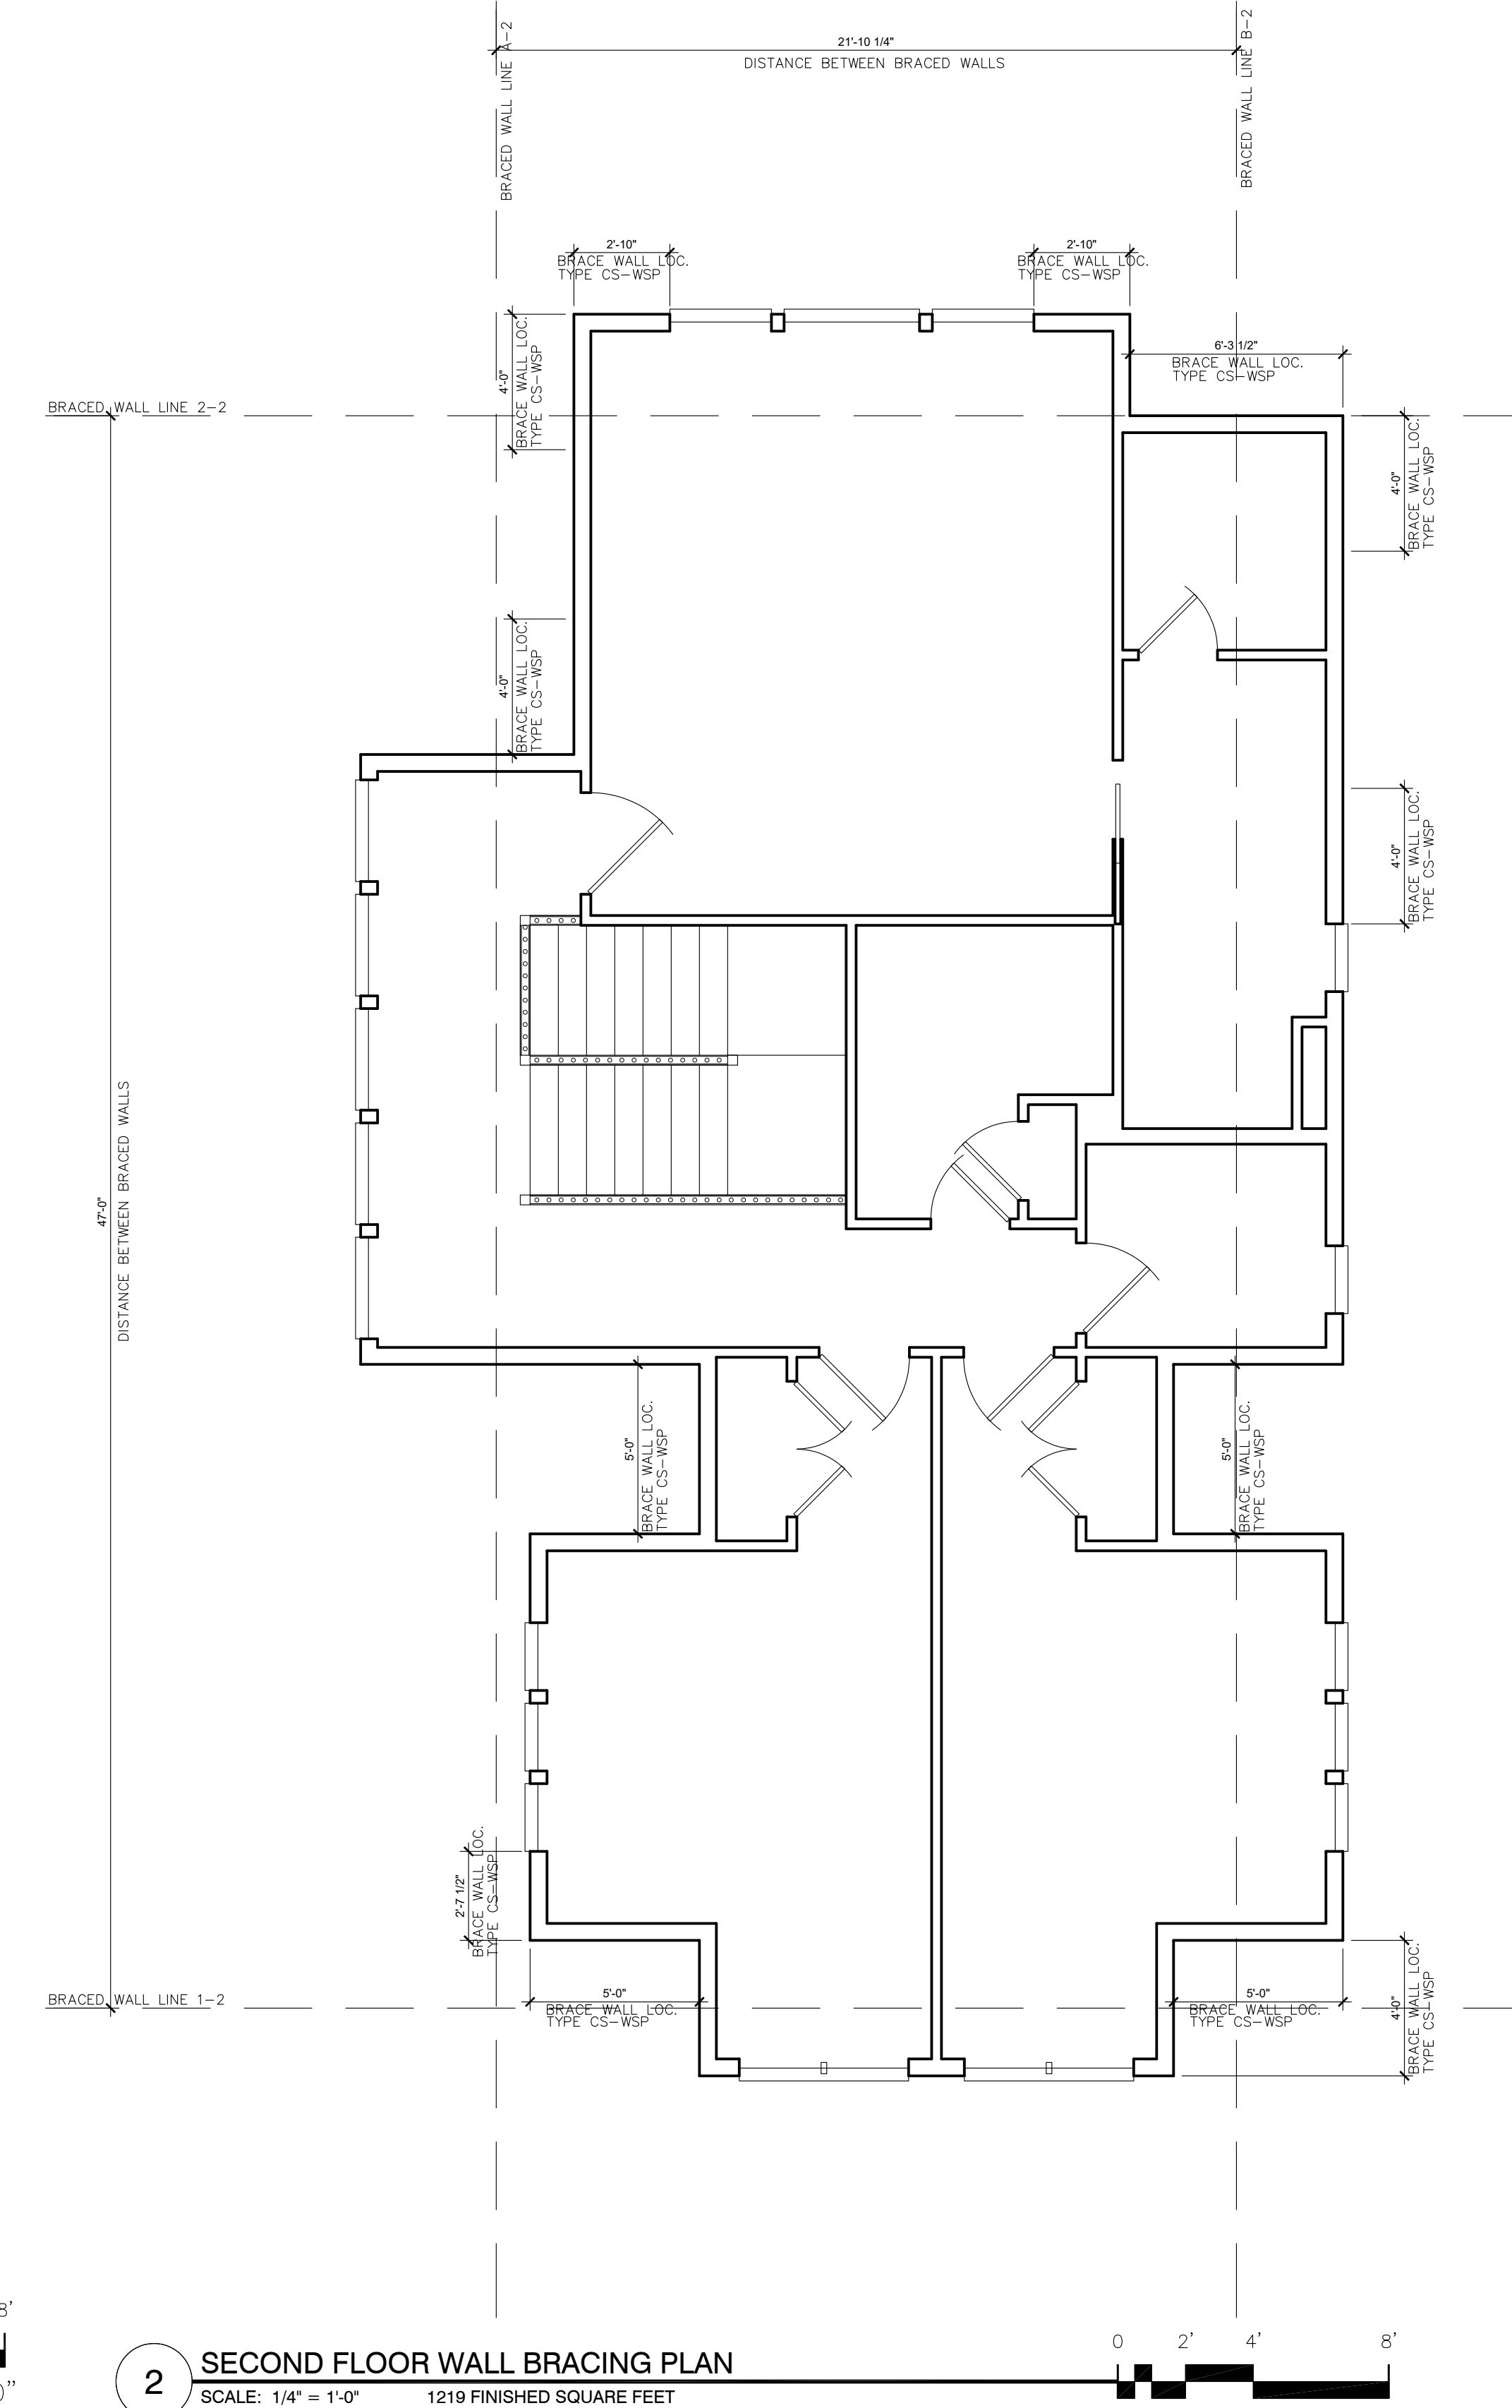 BRACED WALL LINE A-2
BRACED WALL LINE B-2
21'-10 1/4"
DISTANCE BETWEEN BRACED WALLS
2'-10"
BRACE WALL LOC.
TYPE CS-WSP
2'-10"
BRACE WALL LOC.
TYPE CS-WSP
4'-0"
BRACE WALL LOC.
TYPE CS-WSP
6'-3 1/2"
BRACE WALL LOC.
TYPE CS-WSP
BRACED WALL LINE 2-2
4'-0"
BRACE WALL LOC.
TYPE CS-WSP
4'-0"
BRACE WALL LOC.
TYPE CS-WSP
4'-0"
BRACE WALL LOC.
TYPE CS-WSP
47'-0"
DISTANCE BETWEEN BRACED WALLS
5'-0"
BRACE WALL LOC.
TYPE CS-WSP
5'-0"
BRACE WALL LOC.
TYPE CS-WSP
2'-7 1/2"
BRACE WALL LOC.
TYPE CS-WSP
BRACED WALL LINE 1-2
5'-0"
BRACE WALL LOC.
TYPE CS-WSP
5'-0"
BRACE WALL LOC.
TYPE CS-WSP
4'-0"
BRACE WALL LOC.
TYPE CS-WSP
8'
0"
2
SECOND FLOOR WALL BRACING PLAN
SCALE: 1/4" = 1'-0" 1219 FINISHED SQUARE FEET
0 2' 4' 8'